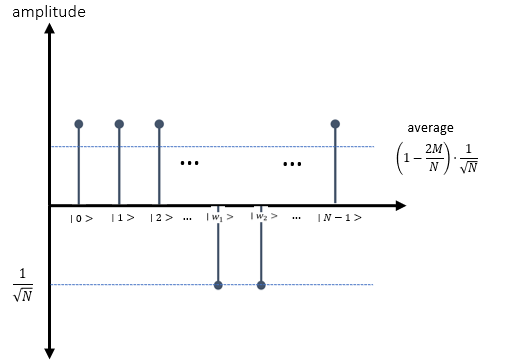 amplitude
average
(1 − 2M/N) · 1/√N
...
...
| 0 > | 1 > | 2 > ... | w₁ > | w₂ > ... | N − 1 >
1/√N